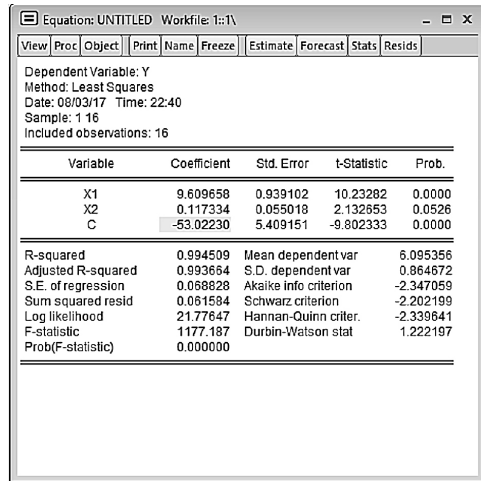 Equation: UNTITLED Workfile: 1::1\
View Proc Object Print Name Freeze Estimate Forecast Stats Resids
Dependent Variable: Y
Method: Least Squares
Date: 08/03/17 Time: 22:40
Sample: 1 16
Included observations: 16
Variable Coefficient Std. Error t-Statistic Prob.
X1 9.609658 0.939102 10.23282 0.0000
X2 0.117334 0.055018 2.132653 0.0526
C -53.02230 5.409151 -9.802333 0.0000
R-squared 0.994509 Mean dependent var 6.095356
Adjusted R-squared 0.993664 S.D. dependent var 0.864672
S.E. of regression 0.068828 Akaike info criterion -2.347059
Sum squared resid 0.061584 Schwarz criterion -2.202199
Log likelihood 21.77647 Hannan-Quinn criter. -2.339641
F-statistic 1177.187 Durbin-Watson stat 1.222197
Prob(F-statistic) 0.000000